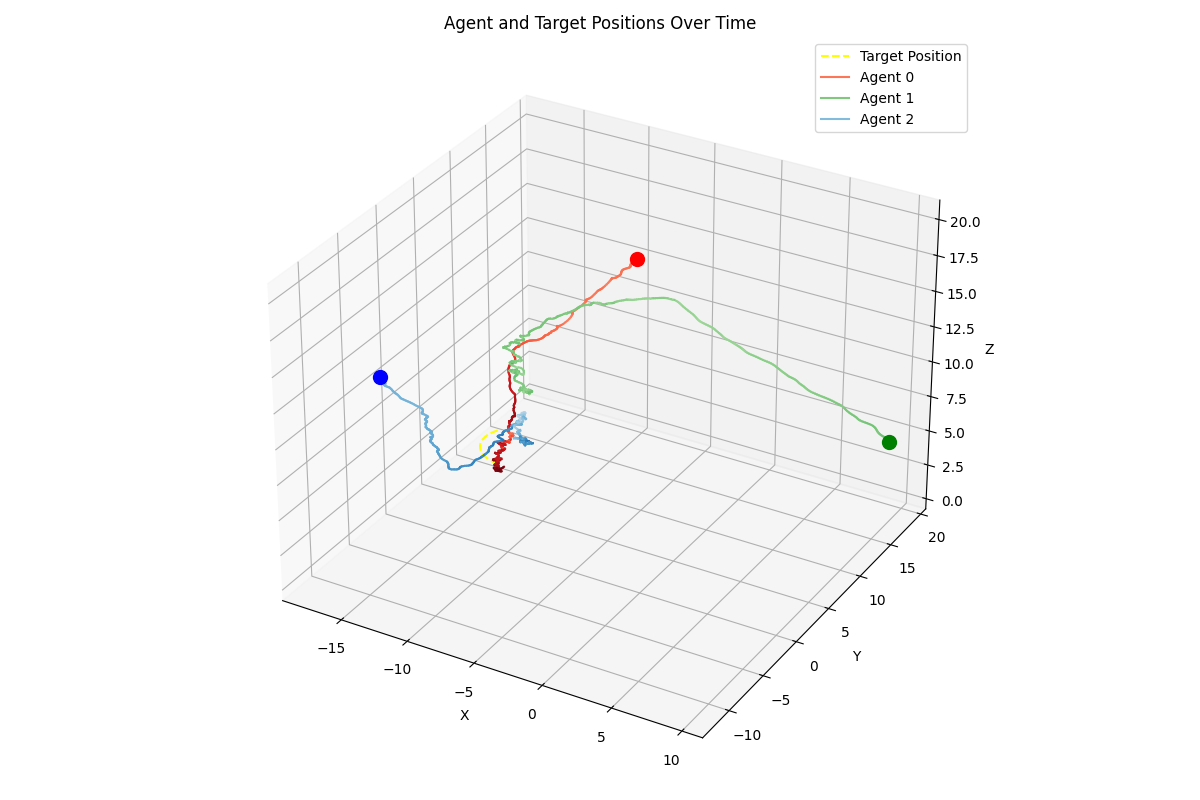 Agent and Target Positions Over Time
Target Position
Agent 0
Agent 1
Agent 2
20.0
17.5
15.0
12.5
10.0
7.5
5.0
2.5
0.0
Z
20
15
10
5
0
−5
−10
Y
−15
−10
−5
0
5
10
X